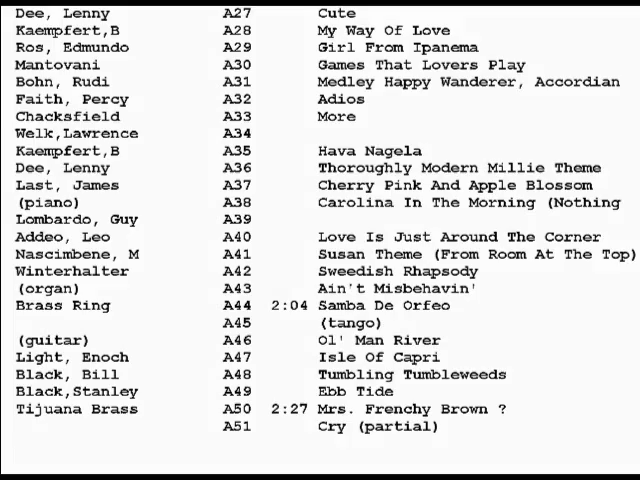 Dee, Lenny A27 Cute
Kaempfert,B A28 My Way Of Love
Ros, Edmundo A29 Girl From Ipanema
Mantovani A30 Games That Lovers Play
Bohn, Rudi A31 Medley Happy Wanderer, Accordian
Faith, Percy A32 Adios
Chacksfield A33 More
Welk,Lawrence A34
Kaempfert,B A35 Hava Nagela
Dee, Lenny A36 Thoroughly Modern Millie Theme
Last, James A37 Cherry Pink And Apple Blossom
(piano) A38 Carolina In The Morning (Nothing
Lombardo, Guy A39
Addeo, Leo A40 Love Is Just Around The Corner
Nascimbene, M A41 Susan Theme (From Room At The Top)
Winterhalter A42 Sweedish Rhapsody
(organ) A43 Ain't Misbehavin'
Brass Ring A44 2:04 Samba De Orfeo
A45 (tango)
(guitar) A46 Ol' Man River
Light, Enoch A47 Isle Of Capri
Black, Bill A48 Tumbling Tumbleweeds
Black,Stanley A49 Ebb Tide
Tijuana Brass A50 2:27 Mrs. Frenchy Brown ?
A51 Cry (partial)